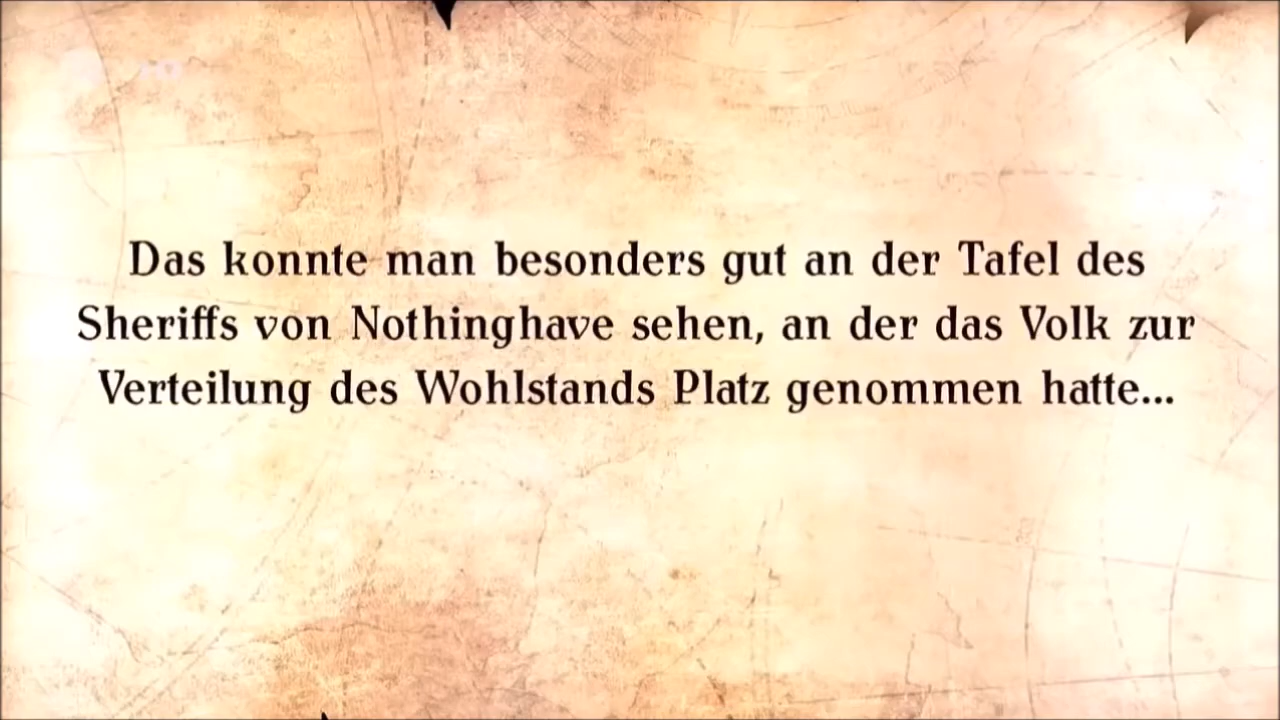 Das konnte man besonders gut an der Tafel des
Sheriffs von Nothinghave sehen, an der das Volk zur
Verteilung des Wohlstands Platz genommen hatte...